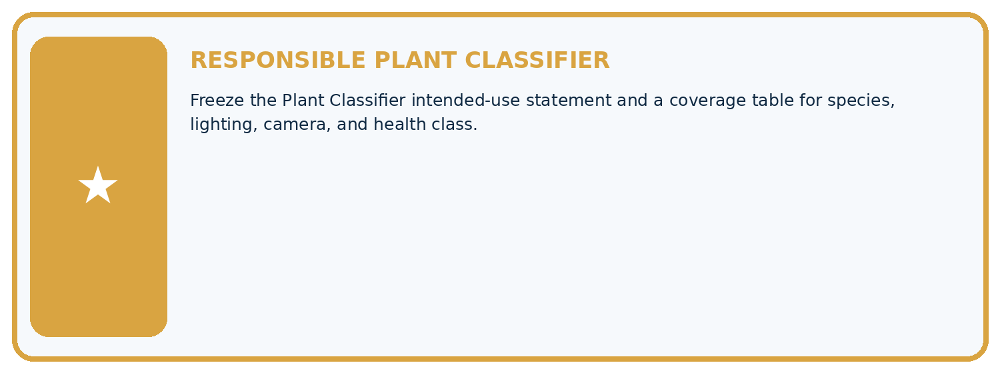 RESPONSIBLE PLANT CLASSIFIER
Freeze the Plant Classifier intended-use statement and a coverage table for species,
lighting, camera, and health class.